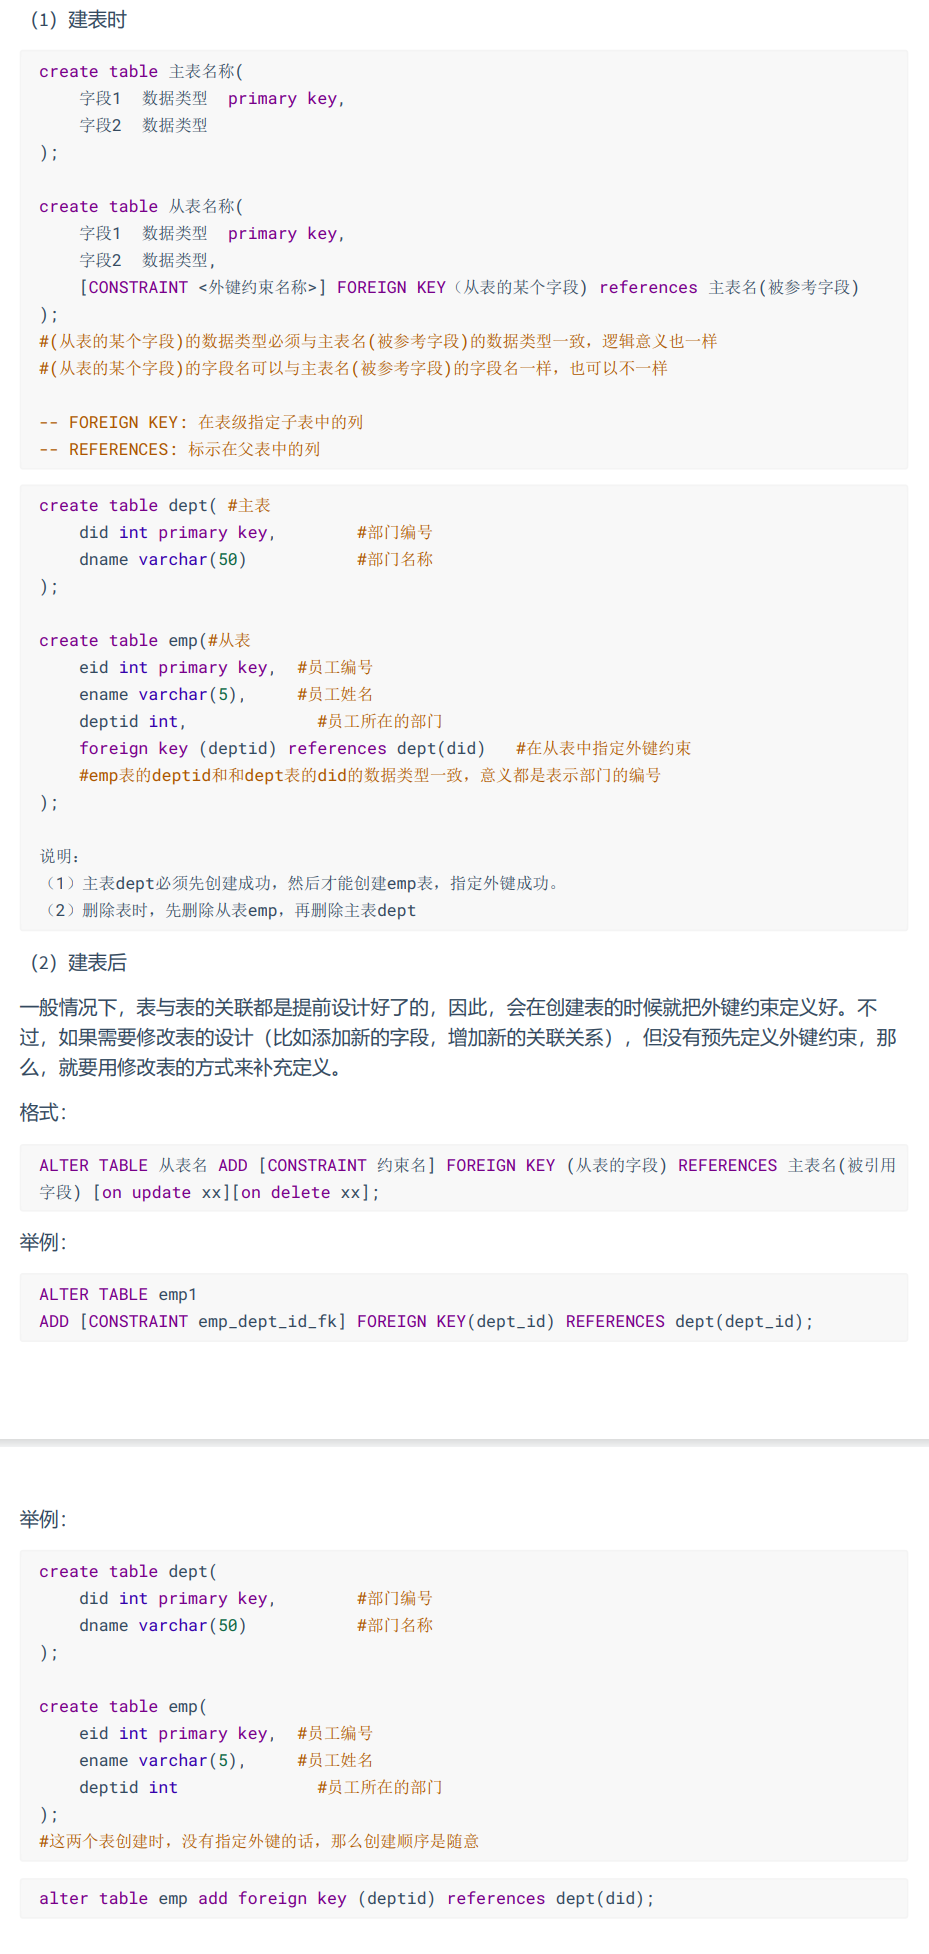 （1）建表时
create table 主表名称(
    字段1  数据类型  primary key,
    字段2  数据类型
);
create table 从表名称(
    字段1  数据类型  primary key,
    字段2  数据类型,
    [CONSTRAINT <外键约束名称>] FOREIGN KEY（从表的某个字段) references 主表名(被参考字段)
);
#(从表的某个字段)的数据类型必须与主表名(被参考字段)的数据类型一致，逻辑意义也一样
#(从表的某个字段)的字段名可以与主表名(被参考字段)的字段名一样，也可以不一样
-- FOREIGN KEY: 在表级指定子表中的列
-- REFERENCES: 标示在父表中的列
create table dept( #主表
    did int primary key,        #部门编号
    dname varchar(50)           #部门名称
);
create table emp(#从表
    eid int primary key,  #员工编号
    ename varchar(5),     #员工姓名
    deptid int,             #员工所在的部门
    foreign key (deptid) references dept(did)   #在从表中指定外键约束
    #emp表的deptid和和dept表的did的数据类型一致，意义都是表示部门的编号
);
说明：
（1）主表dept必须先创建成功，然后才能创建emp表，指定外键成功。
（2）删除表时，先删除从表emp，再删除主表dept
（2）建表后
一般情况下，表与表的关联都是提前设计好了的，因此，会在创建表的时候就把外键约束定义好。不
过，如果需要修改表的设计（比如添加新的字段，增加新的关联关系），但没有预先定义外键约束，那
么，就要用修改表的方式来补充定义。
格式：
ALTER TABLE 从表名 ADD [CONSTRAINT 约束名] FOREIGN KEY (从表的字段) REFERENCES 主表名(被引用
字段) [on update xx][on delete xx];
举例：
ALTER TABLE emp1
ADD [CONSTRAINT emp_dept_id_fk] FOREIGN KEY(dept_id) REFERENCES dept(dept_id);
举例：
create table dept(
    did int primary key,        #部门编号
    dname varchar(50)           #部门名称
);
create table emp(
    eid int primary key,  #员工编号
    ename varchar(5),     #员工姓名
    deptid int              #员工所在的部门
);
#这两个表创建时，没有指定外键的话，那么创建顺序是随意
alter table emp add foreign key (deptid) references dept(did);